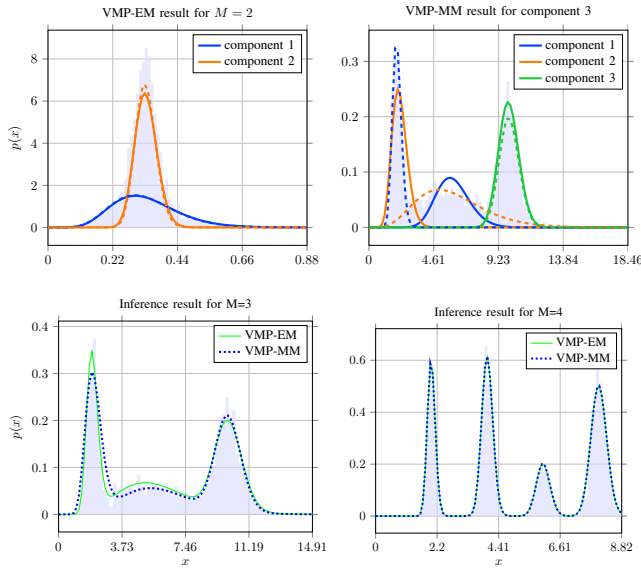 VMP-EM result for M = 2
component 1
component 2
p(x)
8
6
4
2
0
0 0.22 0.44 0.66 0.88
VMP-MM result for component 3
component 1
component 2
component 3
0.3
0.2
0.1
0
0 4.61 9.23 13.84 18.46
Inference result for M=3
VMP-EM
VMP-MM
p(x)
0.4
0.3
0.2
0.1
0
0 3.73 7.46 11.19 14.91
x
Inference result for M=4
VMP-EM
VMP-MM
0.6
0.4
0.2
0
0 2.2 4.41 6.61 8.82
x